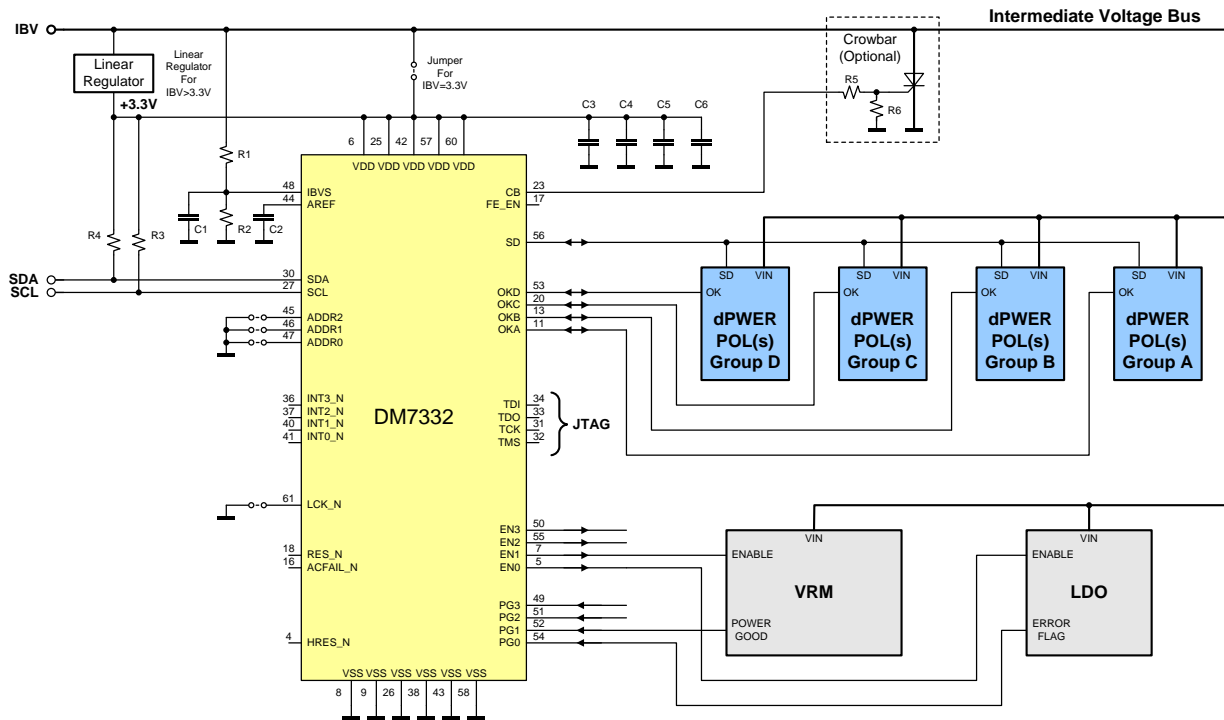 Intermediate Voltage Bus
IBV
Linear
Regulator
+3.3V
Linear
Regulator
For
IBV>3.3V
Jumper
For
IBV=3.3V
Crowbar
(Optional)
R5
R6
C3
C4
C5
C6
R1
R2
C1
C2
R4
R3
6
25
42
57
60
VDD VDD VDD VDD VDD
48
IBVS
44
AREF
SDA
30
SDA
SCL
27
SCL
45
ADDR2
46
ADDR1
47
ADDR0
36
INT3_N
37
INT2_N
40
INT1_N
41
INT0_N
61
LCK_N
18
RES_N
16
ACFAIL_N
4
HRES_N
DM7332
CB
23
FE_EN
17
SD
56
OKD
53
OKC
20
OKB
13
OKA
11
TDI
34
TDO
33
TCK
31
TMS
32
JTAG
EN3
50
EN2
55
EN1
7
EN0
5
PG3
49
PG2
51
PG1
52
PG0
54
VSS VSS VSS VSS VSS VSS
8
9
26
38
43
58
SD
VIN
OK
dPWER
POL(s)
Group D
SD
VIN
OK
dPWER
POL(s)
Group C
SD
VIN
OK
dPWER
POL(s)
Group B
SD
VIN
OK
dPWER
POL(s)
Group A
VIN
ENABLE
VRM
POWER
GOOD
VIN
ENABLE
LDO
ERROR
FLAG